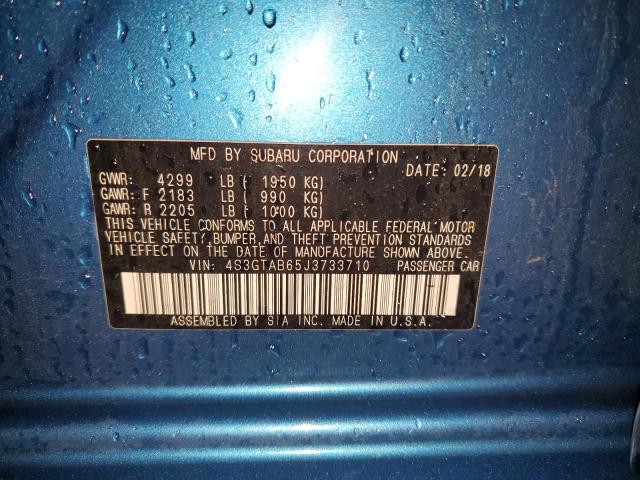 MFD BY SUBARU CORPORATION
DATE: 02/18
GVWR: 4299 LB ( 1950 KG)
GAWR: F 2183 LB ( 990 KG)
GAWR: R 2205 LB ( 1000 KG)
THIS VEHICLE CONFORMS TO ALL APPLICABLE FEDERAL MOTOR
VEHICLE SAFETY, BUMPER, AND THEFT PREVENTION STANDARDS
IN EFFECT ON THE DATE OF MANUFACTURE SHOWN ABOVE.
VIN: 4S3GTAB65J3733710 PASSENGER CAR
ASSEMBLED BY SIA INC. MADE IN U.S.A.